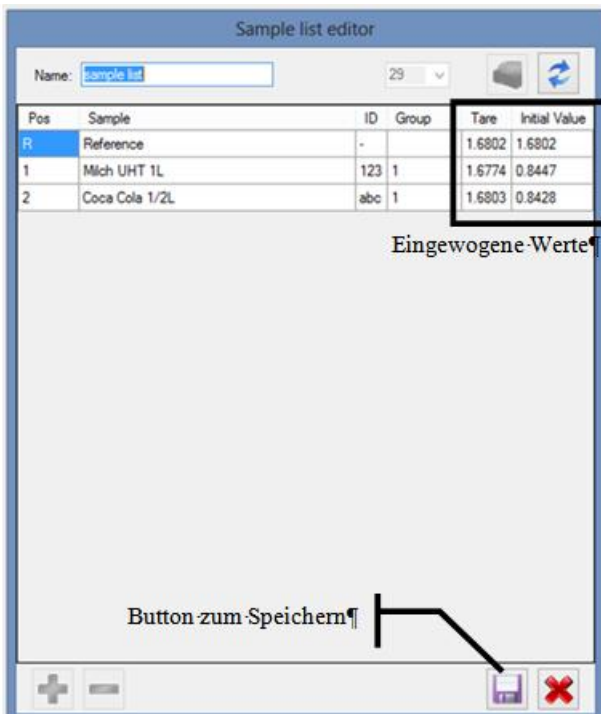 Sample list editor
Name: sample list 29
Pos Sample ID Group Tare Initial Value
R Reference - 1.6802 1.6802
1 Milch UHT 1L 123 1 1.6774 0.8447
2 Coca Cola 1/2L abc 1 1.6803 0.8428
Eingewogene·Werte¶
Button·zum·Speichern¶